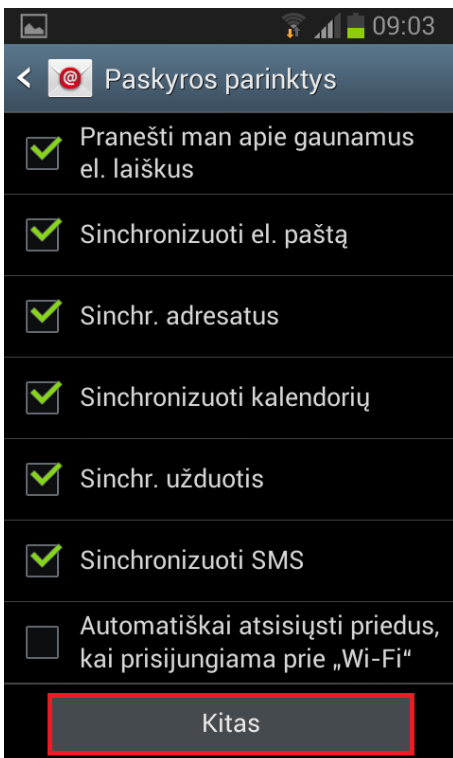 09:03
Paskyros parinktys
Pranešti man apie gaunamus
el. laiškus
Sinchronizuoti el. paštą
Sinchr. adresatus
Sinchronizuoti kalendorių
Sinchr. užduotis
Sinchronizuoti SMS
Automatiškai atsisiųsti priedus,
kai prisijungiama prie „Wi-Fi“
Kitas